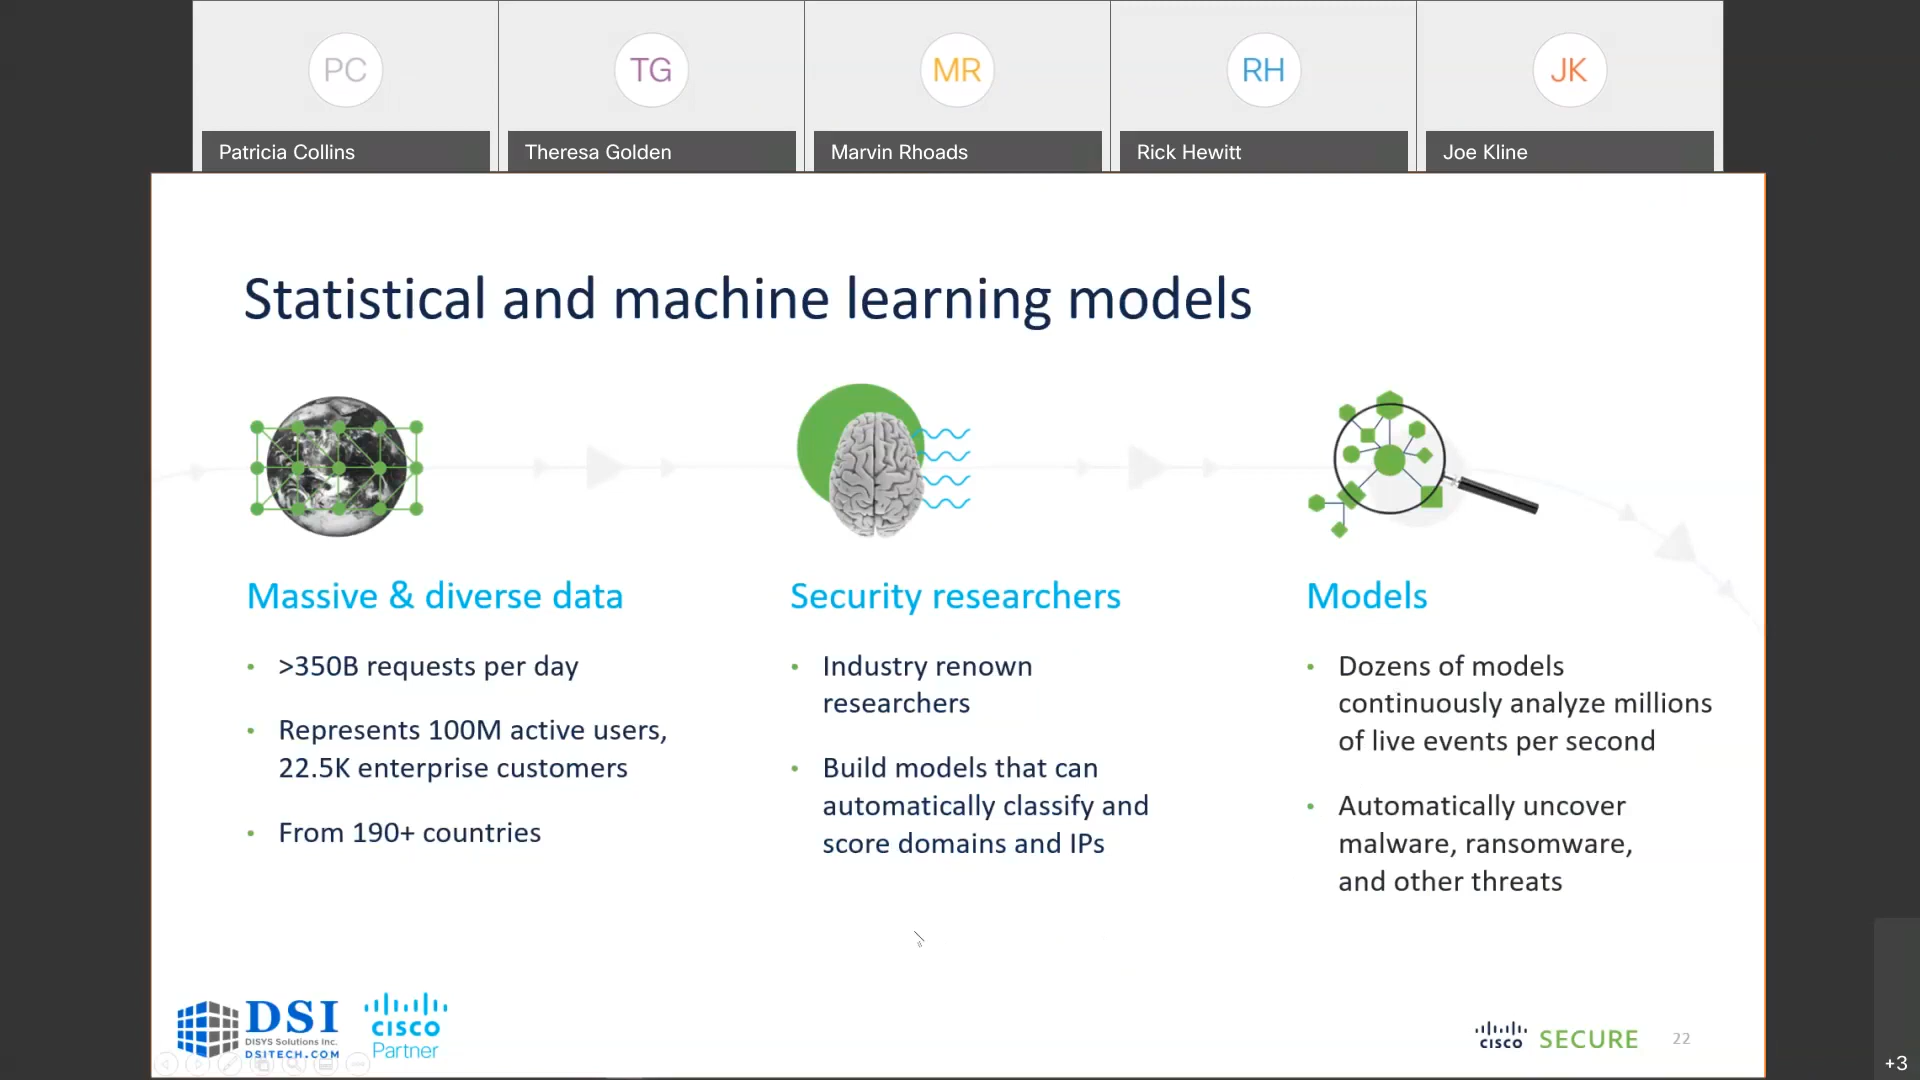 PC
TG
MR
RH
JK
Patricia Collins
Theresa Golden
Marvin Rhoads
Rick Hewitt
Joe Kline
Statistical and machine learning models
Massive & diverse data
• >350B requests per day
• Represents 100M active users,
22.5K enterprise customers
• From 190+ countries
Security researchers
• Industry renown
researchers
• Build models that can
automatically classify and
score domains and IPs
Models
• Dozens of models
continuously analyze millions
of live events per second
• Automatically uncover
malware, ransomware,
and other threats
DSI
DISYS Solutions Inc.
DSITECH.COM
CISCO
Partner
CISCO SECURE
22
+3